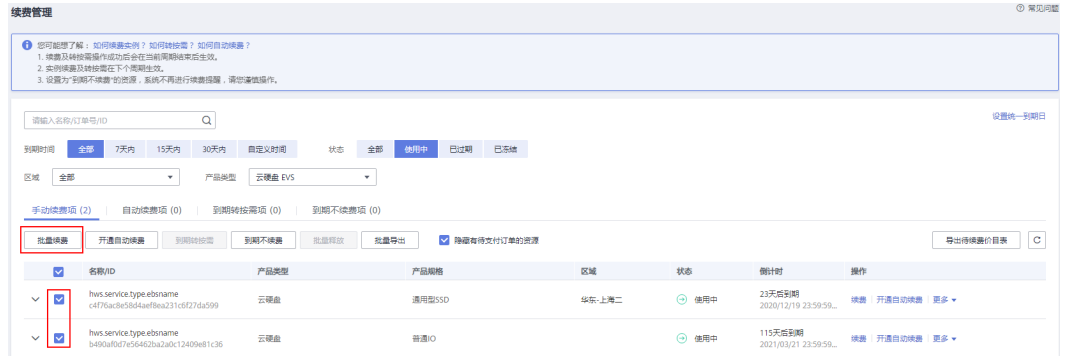 续费管理
常见问题
您可能想了解：如何续费实例？如何转按需？如何自动续费？
1. 续费及转按需操作成功后会在当前周期结束后生效。
2. 实例续费及转按需在下个周期生效。
3. 设置为“到期不续费”的资源，系统不再进行续费提醒，请您谨慎操作。
请输入名称/订单号/ID
设置统一到期日
到期时间 全部 7天内 15天内 30天内 自定义时间 状态 全部 使用中 已过期 已冻结
区域 全部 产品类型 云硬盘 EVS
手动续费项 (2) 自动续费项 (0) 到期转按需项 (0) 到期不续费项 (0)
批量续费 开通自动续费 到期转按需 到期不续费 批量释放 批量导出 隐藏有待支付订单的资源 导出待续费价目表
名称/ID 产品类型 产品规格 区域 状态 倒计时 操作
hws.service.type.ebsname 云硬盘 通用型SSD 华东-上海二 使用中 23天后到期 续费 开通自动续费 更多
c4f76ac8e58d4aef8ea231c6f27da599 2020/12/19 23:59:59...
hws.service.type.ebsname 云硬盘 普通IO 使用中 115天后到期 续费 开通自动续费 更多
b490af0d7e56462ba2a0c12409e81c36 2021/03/21 23:59:59...